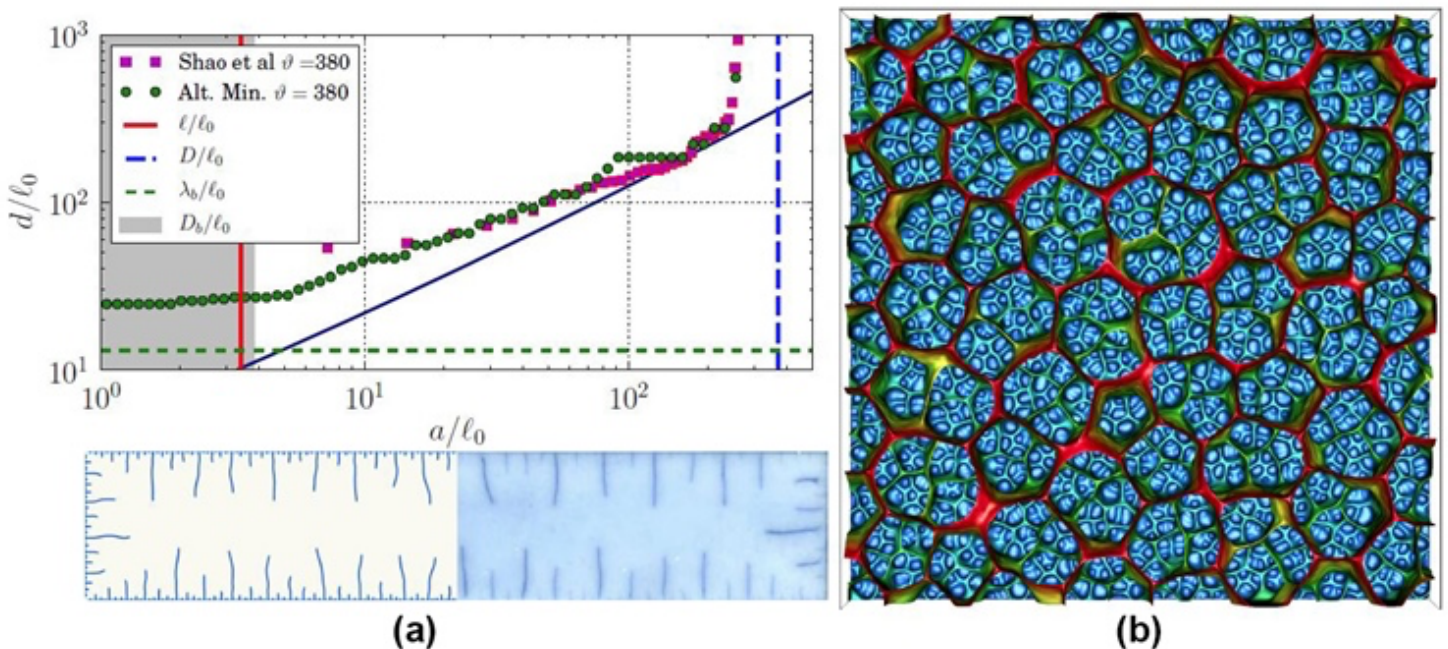 10³
10²
10¹
d/ℓ₀
Shao et al ϑ =380
Alt. Min. ϑ = 380
ℓ/ℓ₀
D/ℓ₀
λ_b/ℓ₀
D_b/ℓ₀
10⁰ 10¹ 10²
a/ℓ₀
(a) (b)